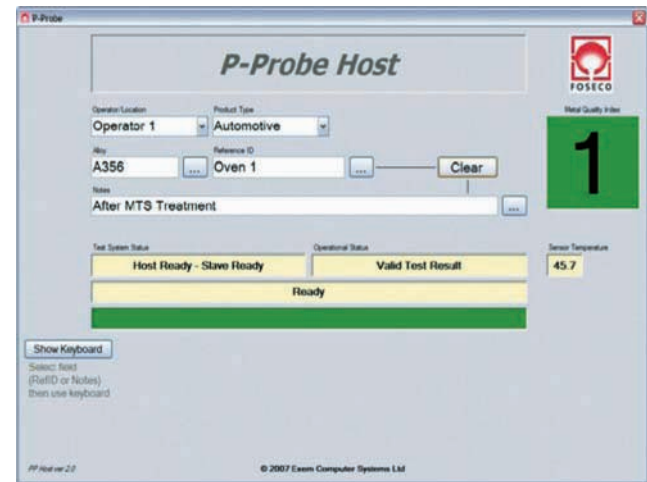 P-Probe
P-Probe Host
FOSECO
Operator/Location Product Type Metal Quality Index
Operator 1 Automotive
1
Alloy Reference ID
A356 ... Oven 1 ... Clear
Notes
After MTS Treatment ...
Test System Status Operational Status Sensor Temperature
Host Ready - Slave Ready Valid Test Result 45.7
Ready
Show Keyboard
Select field
(RefID or Notes)
then use keyboard
PP Host ver 2.0 © 2007 Exem Computer Systems Ltd